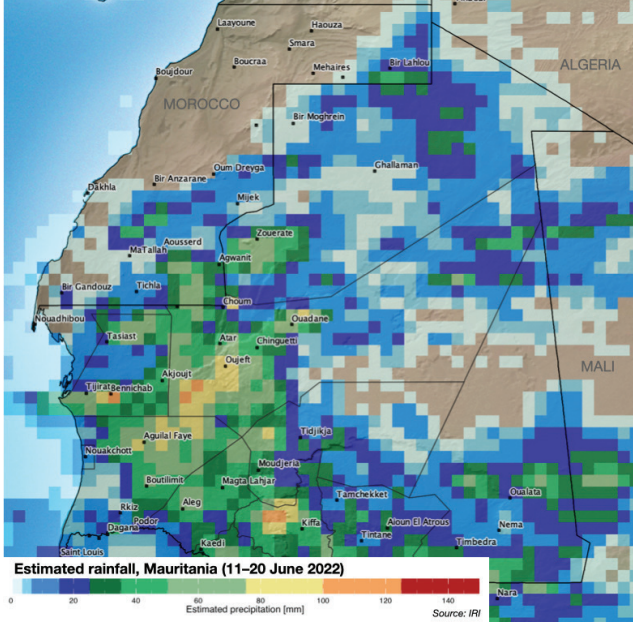 Laayoune
Haouza
Smara
Boucraa
Mehaires
Bir Lahlou
ALGERIA
Boujdour
MOROCCO
Bir Moghrein
Oum Dreyga
Ghallaman
Bir Anzarane
Dakhla
Mijek
Zouerate
Aousserd
MaTallah
Agwanit
Bir Gandouz
Tichla
Choum
Nouadhibou
Ouadane
Tasiast
Atar
Chinguetti
Oujeft
MALI
Akjoujt
Tijirat
Bennichab
Tidjikja
Aguilal Faye
Nouakchott
Moudjeria
Boutilimit
Magta Lahjar
Tamchekket
Oualata
Rkiz
Aleg
Podor
Dagana
Kiffa
Aioun El Atrous
Nema
Tintane
Kaedi
Timbedra
Saint Louis
Estimated rainfall, Mauritania (11–20 June 2022)
0 20 40 60 80 100 120 140
Estimated precipitation [mm]
Source: IRI
Nara